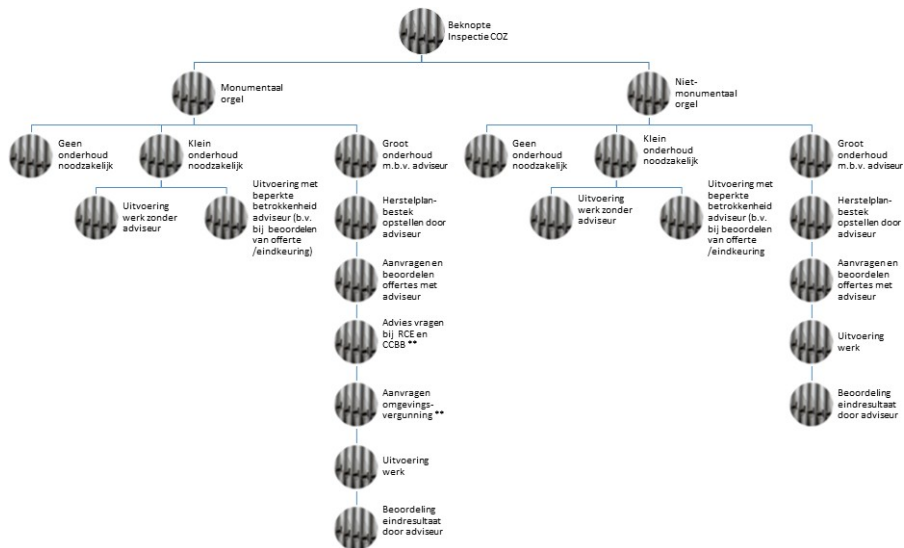 Beknopte
Inspectie COZ
Monumentaal
orgel
Niet-
monumentaal
orgel
Geen
onderhoud
noodzakelijk
Klein
onderhoud
noodzakelijk
Groot
onderhoud
m.b.v. adviseur
Geen
onderhoud
noodzakelijk
Klein
onderhoud
noodzakelijk
Groot
onderhoud
m.b.v. adviseur
Uitvoering
werk zonder
adviseur
Uitvoering met
beperkte
betrokkenheid
adviseur (b.v.
bij beoordelen
van offerte
/eindkeuring)
Herstelplan-
bestek
opstellen door
adviseur
Uitvoering
werk zonder
adviseur
Uitvoering met
beperkte
betrokkenheid
adviseur (b.v.
bij beoordelen
van offerte
/eindkeuring
Herstelplan-
bestek
opstellen door
adviseur
Aanvragen en
beoordelen
offertes met
adviseur
Aanvragen en
beoordelen
offertes met
adviseur
Advies vragen
bij RCE en
CCBB **
Uitvoering
werk
Aanvragen
omgevings-
vergunning **
Beoordeling
eindresultaat
door adviseur
Uitvoering
werk
Beoordeling
eindresultaat
door adviseur